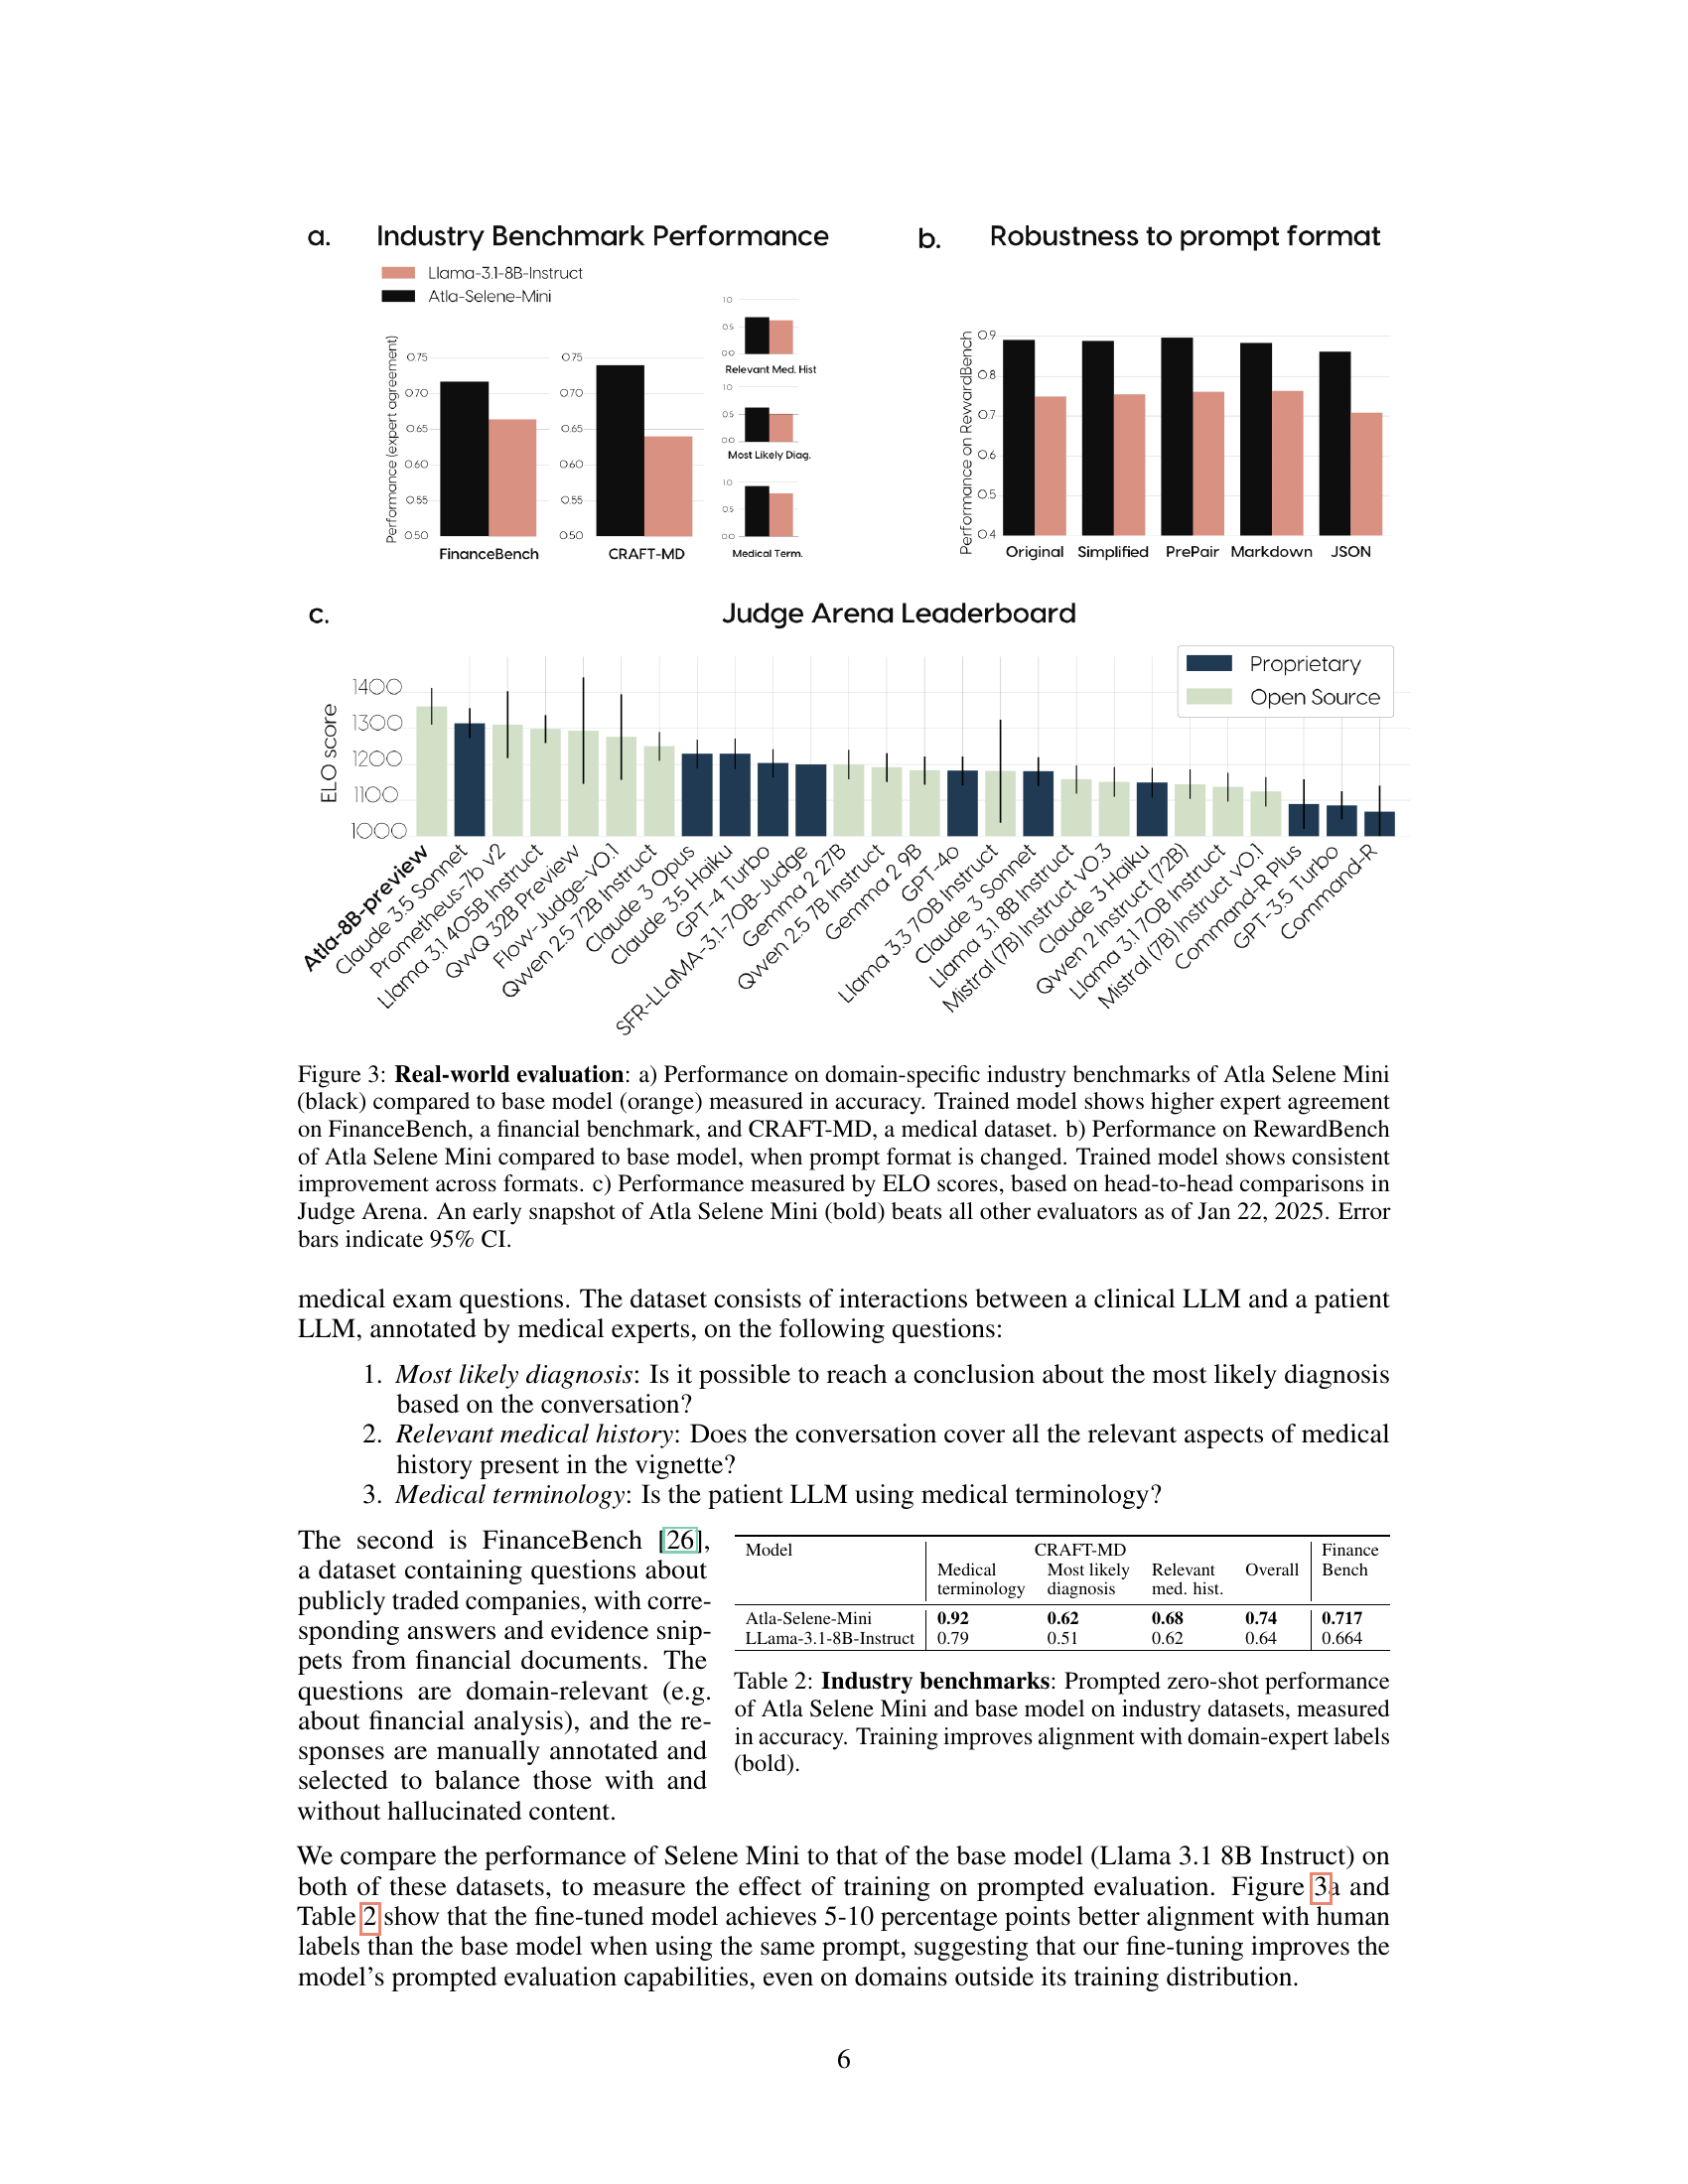 a. Industry Benchmark Performance
Llama-3.1-8B-Instruct
Atla-Selene-Mini
Performance (expert agreement)
0.75
0.70
0.65
0.60
0.55
0.50
FinanceBench
0.75
0.70
0.65
0.60
0.55
0.50
CRAFT-MD
1.0
0.5
0.0
Relevant Med. Hist
1.0
0.5
0.0
Most Likely Diag.
1.0
0.5
0.0
Medical Term.
b. Robustness to prompt format
Performance on RewardBench
0.9
0.8
0.7
0.6
0.5
0.4
Original Simplified PrePair Markdown JSON
c. Judge Arena Leaderboard
Proprietary
Open Source
ELO score
1400
1300
1200
1100
1000
Atla-8B-preview
Claude 3.5 Sonnet
Prometheus-7b v2
Llama 3.1 405B Instruct
QwQ 32B Preview
Flow-Judge-v0.1
Qwen 2.5 72B Instruct
Claude 3 Opus
Claude 3.5 Haiku
GPT-4 Turbo
SFR-LLaMA-3.1-70B-Judge
Gemma 2 27B
Qwen 2.5 7B Instruct
Gemma 2 9B
GPT-4o
Llama 3.3 70B Instruct
Claude 3 Sonnet
Llama 3.1 8B Instruct
Mistral (7B) Instruct v0.3
Claude 3 Haiku
Qwen 2 Instruct (72B)
Llama 3.1 70B Instruct
Mistral (7B) Instruct v0.1
Command-R Plus
GPT-3.5 Turbo
Command-R
Figure 3: Real-world evaluation: a) Performance on domain-specific industry benchmarks of Atla Selene Mini
(black) compared to base model (orange) measured in accuracy. Trained model shows higher expert agreement
on FinanceBench, a financial benchmark, and CRAFT-MD, a medical dataset. b) Performance on RewardBench
of Atla Selene Mini compared to base model, when prompt format is changed. Trained model shows consistent
improvement across formats. c) Performance measured by ELO scores, based on head-to-head comparisons in
Judge Arena. An early snapshot of Atla Selene Mini (bold) beats all other evaluators as of Jan 22, 2025. Error
bars indicate 95% CI.
medical exam questions. The dataset consists of interactions between a clinical LLM and a patient
LLM, annotated by medical experts, on the following questions:
1. Most likely diagnosis: Is it possible to reach a conclusion about the most likely diagnosis
based on the conversation?
2. Relevant medical history: Does the conversation cover all the relevant aspects of medical
history present in the vignette?
3. Medical terminology: Is the patient LLM using medical terminology?
The second is FinanceBench [26],
a dataset containing questions about
publicly traded companies, with corre-
sponding answers and evidence snip-
pets from financial documents. The
questions are domain-relevant (e.g.
about financial analysis), and the re-
sponses are manually annotated and
selected to balance those with and
without hallucinated content.
Model CRAFT-MD Finance
Medical Most likely Relevant Overall Bench
terminology diagnosis med. hist.
Atla-Selene-Mini 0.92 0.62 0.68 0.74 0.717
LLama-3.1-8B-Instruct 0.79 0.51 0.62 0.64 0.664
Table 2: Industry benchmarks: Prompted zero-shot performance
of Atla Selene Mini and base model on industry datasets, measured
in accuracy. Training improves alignment with domain-expert labels
(bold).
We compare the performance of Selene Mini to that of the base model (Llama 3.1 8B Instruct) on
both of these datasets, to measure the effect of training on prompted evaluation. Figure 3a and
Table 2 show that the fine-tuned model achieves 5-10 percentage points better alignment with human
labels than the base model when using the same prompt, suggesting that our fine-tuning improves the
model's prompted evaluation capabilities, even on domains outside its training distribution.
6